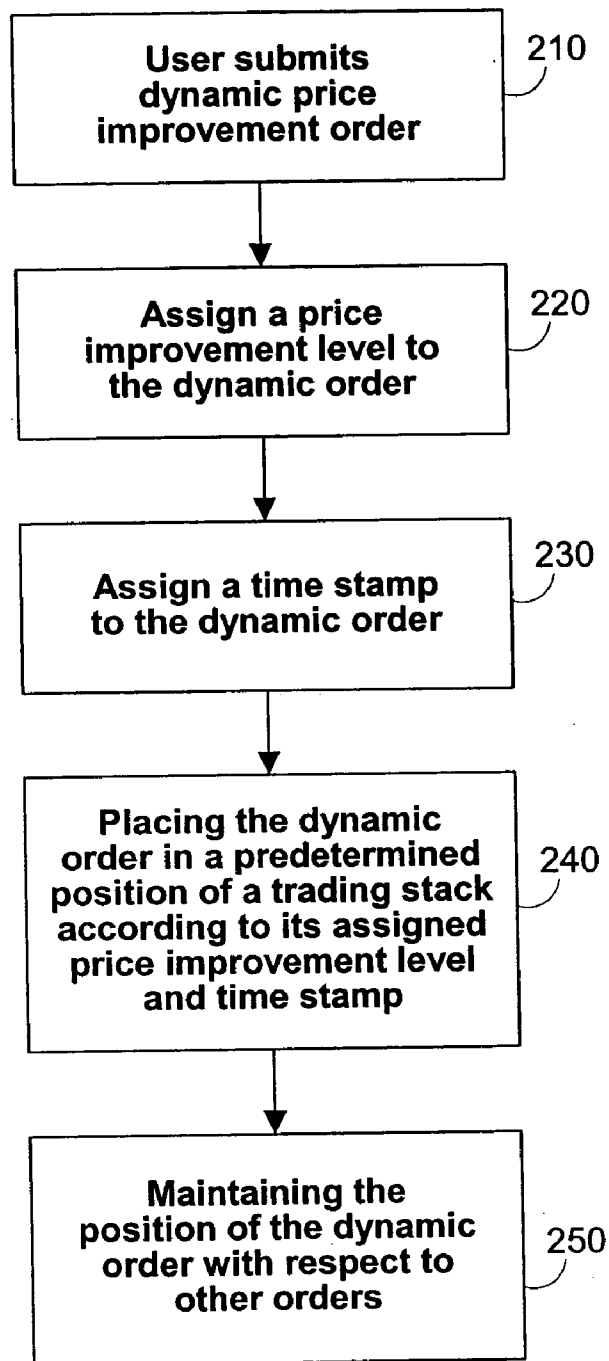 User submits
dynamic price
improvement order
210
Assign a price
improvement level to
the dynamic order
220
Assign a time stamp
to the dynamic order
230
Placing the dynamic
order in a predetermined
position of a trading stack
according to its assigned
price improvement level
and time stamp
240
Maintaining the
position of the dynamic
order with respect to
other orders
250